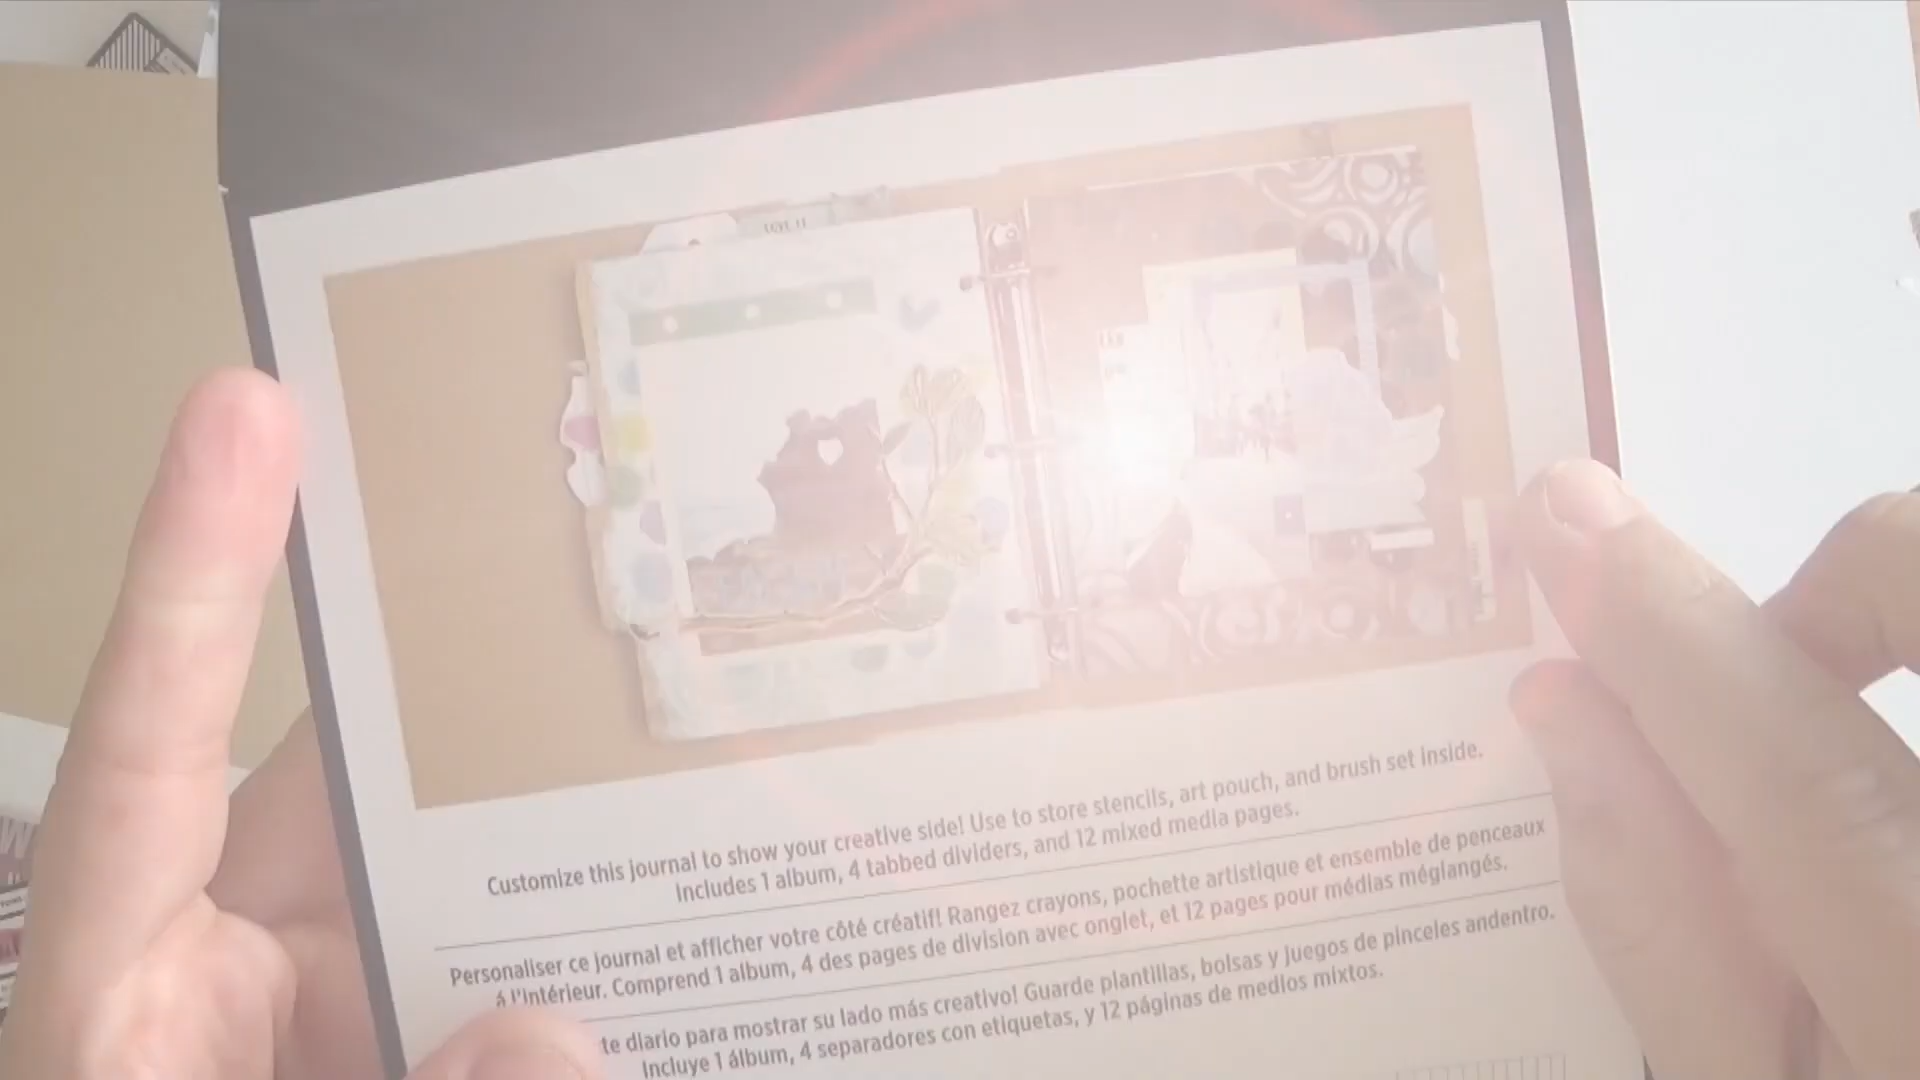 LOVE IT
Customize this journal to show your creative side! Use to store stencils, art pouch, and brush set inside.
Includes 1 album, 4 tabbed dividers, and 12 mixed media pages.
Personaliser ce journal et afficher votre côté créatif! Rangez crayons, pochette artistique et ensemble de penceaux
á l'intérieur. Comprend 1 album, 4 des pages de division avec onglet, et 12 pages pour médias méglangés.
te diario para mostrar su lado más creativo! Guarde plantillas, bolsas y juegos de pinceles andentro.
Incluye 1 álbum, 4 separadores con etiquetas, y 12 páginas de medios mixtos.